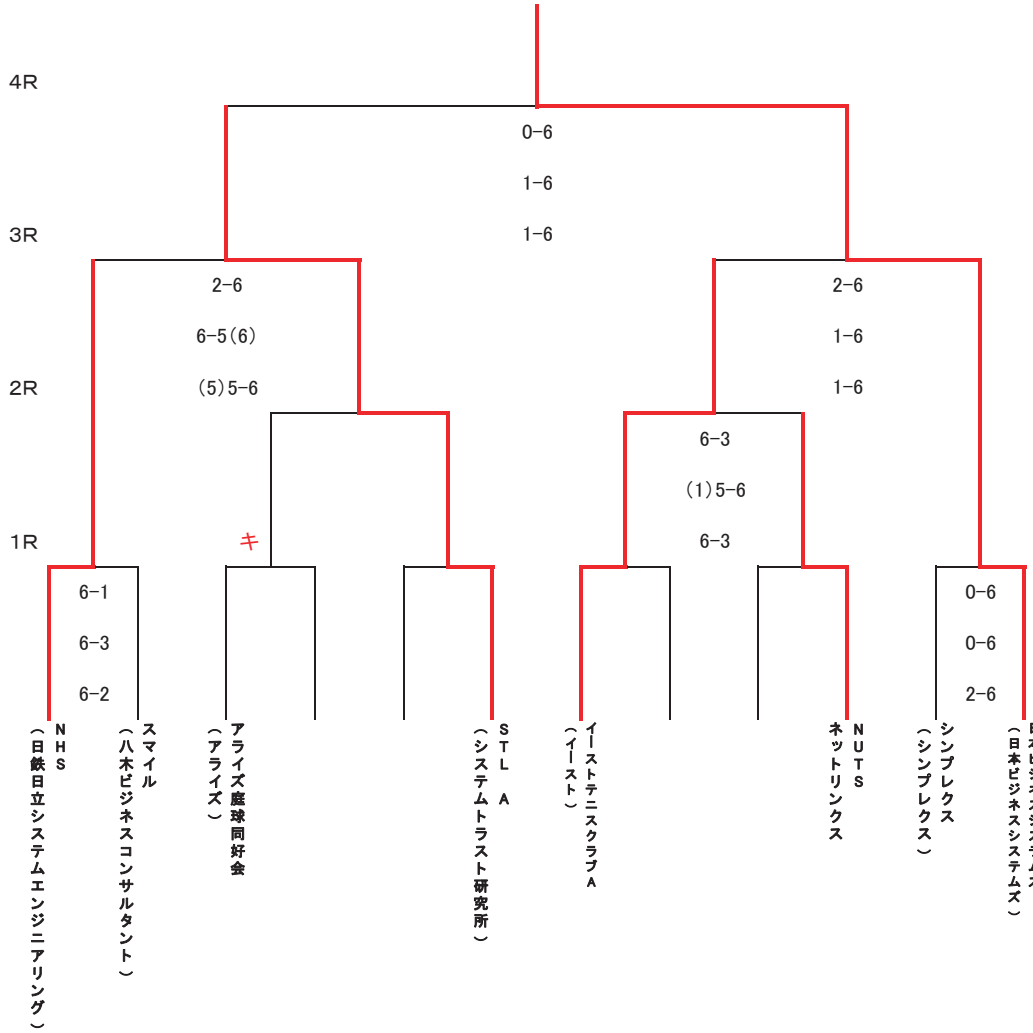 4R
0-6
1-6
3R
1-6
2-6
2-6
6-5(6)
1-6
2R
(5)5-6
1-6
6-3
(1)5-6
1R
キ
6-3
6-1
0-6
6-3
0-6
6-2
2-6
NHS
(日鉄日立システムエンジニアリング)
スマイル
(八木ビジネスコンサルタント)
アライズ庭球同好会
(アライズ)
STL A
(システムトラスト研究所)
イーストテニスクラブA
(イースト)
NUTS
ネットリンクス
シンプレクス
(シンプレクス)
(日本ビジネスシステムズ)